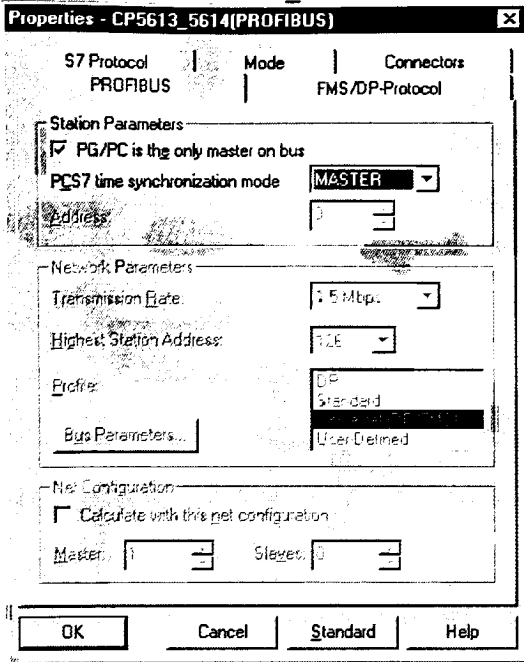 Properties - CP5613_5614(PROFIBUS)
S7 Protocol Mode Connectors
PROFIBUS FMS/DP-Protocol
Station Parameters
PG/PC is the only master on bus
PCS7 time synchronization mode MASTER
Address:
Network Parameters
Transmission Rate: 1.5 Mbps
Highest Station Address: 126
Profile: DP
Standard
User-Defined
Bus Parameters...
Net Configuration
Calculate with this net configuration
Master: 1 Slaves: 0
OK Cancel Standard Help